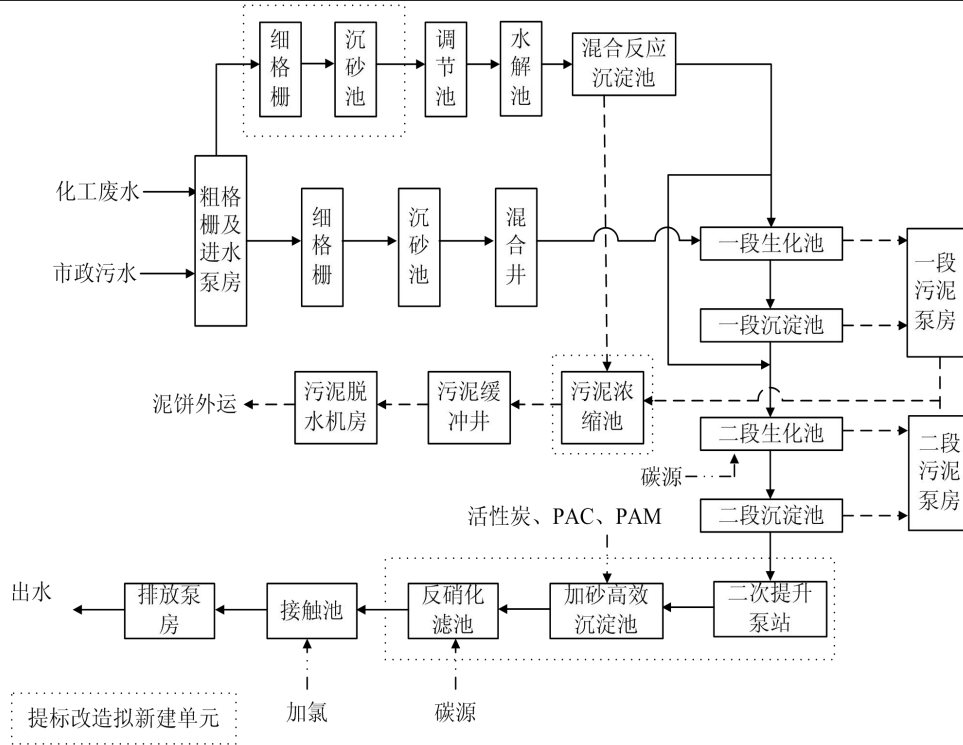 细
格
栅
沉
砂
池
调
节
池
水
解
池
混合反应
沉淀池
化工废水
市政污水
粗格
栅及
进水
泵房
细
格
栅
沉
砂
池
混
合
井
一段生化池
一段
污泥
泵房
一段沉淀池
泥饼外运
污泥脱
水机房
污泥缓
冲井
污泥浓
缩池
二段生化池
二段
污泥
泵房
碳源
二段沉淀池
活性炭、PAC、PAM
出水
排放泵
房
接触池
反硝化
滤池
加砂高效
沉淀池
二次提升
泵站
加氯
碳源
提标改造拟新建单元